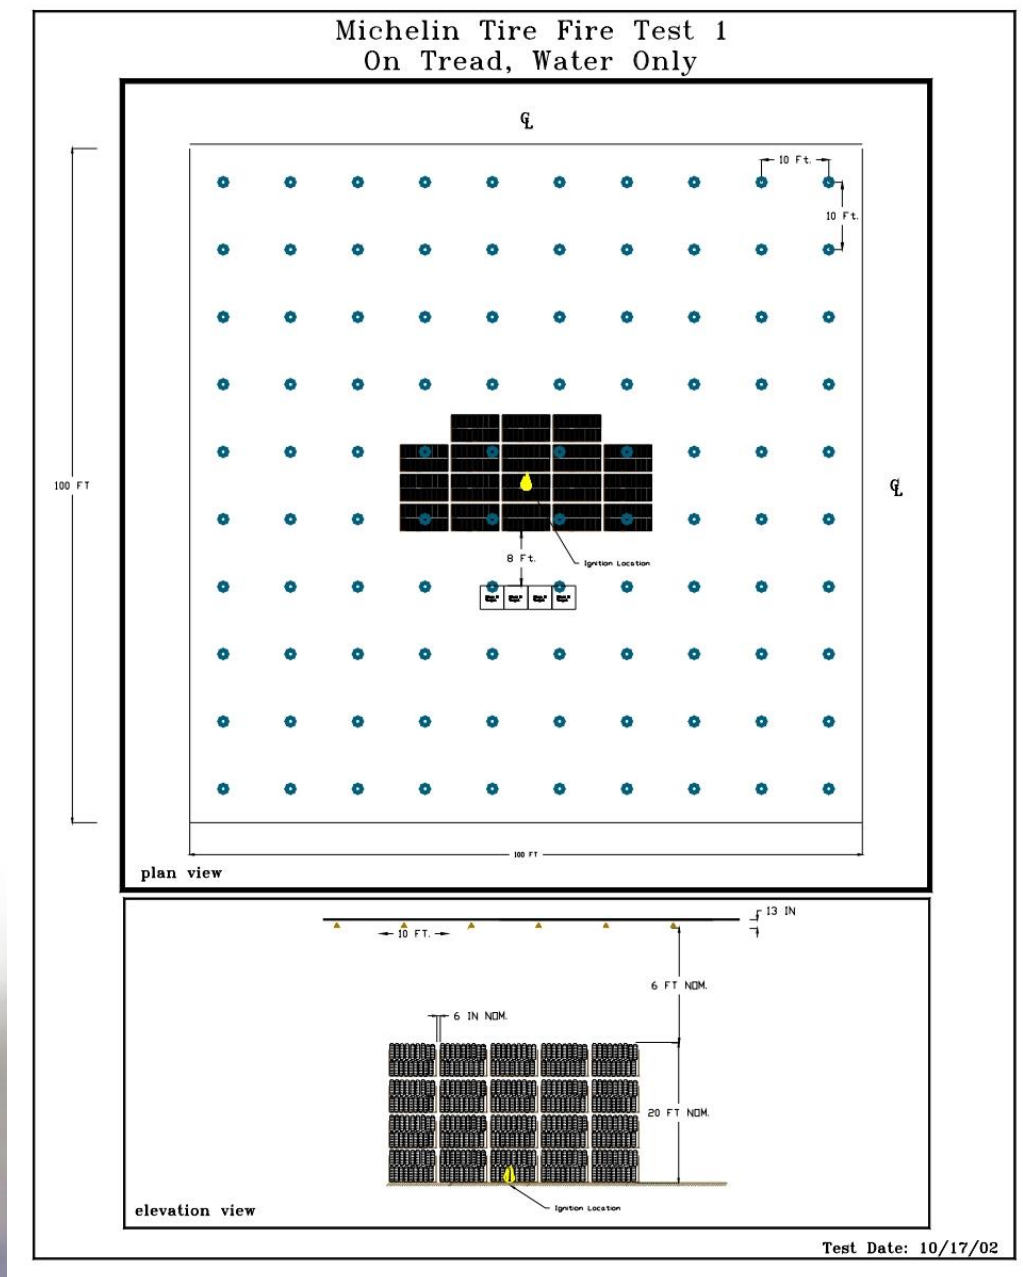 Michelin Tire Fire Test 1
On Tread, Water Only
℄
10 Ft.
10 Ft.
100 FT
℄
8 Ft.
Ignition Location
100 FT
plan view
13 IN
10 FT.
6 FT NOM.
6 IN NOM.
20 FT NOM.
elevation view
Ignition Location
Test Date: 10/17/02